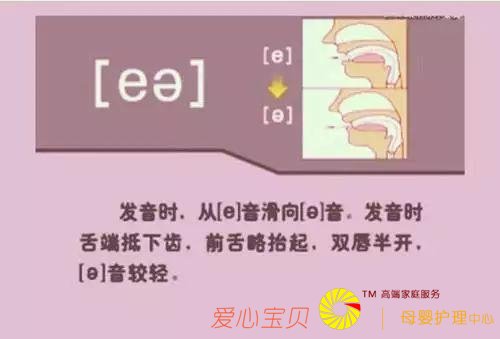 [eə]
[e]
[ə]
发音时，从[e]音滑向[ə]音。发音时
舌端抵下齿，前舌略抬起，双唇半开，
[ə]音较轻。
TM 高端家庭服务
爱心宝贝 | 母婴护理中心